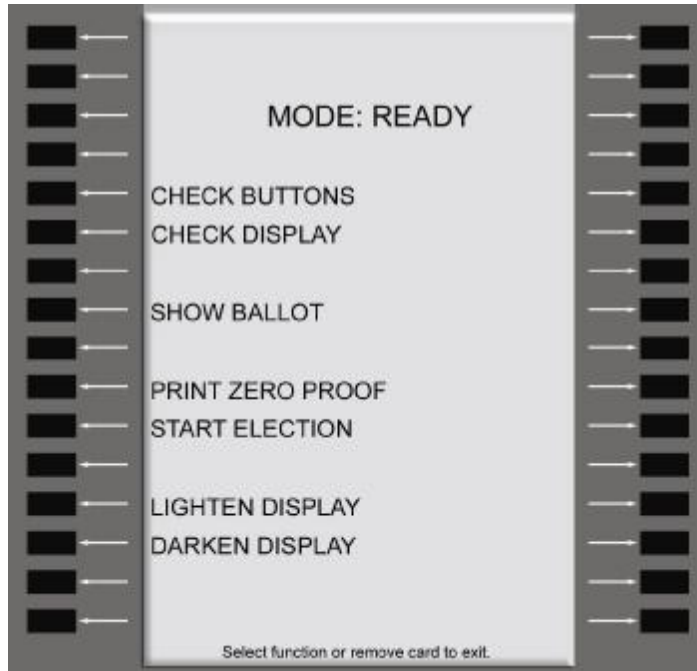 MODE: READY
CHECK BUTTONS
CHECK DISPLAY
SHOW BALLOT
PRINT ZERO PROOF
START ELECTION
LIGHTEN DISPLAY
DARKEN DISPLAY
Select function or remove card to exit.